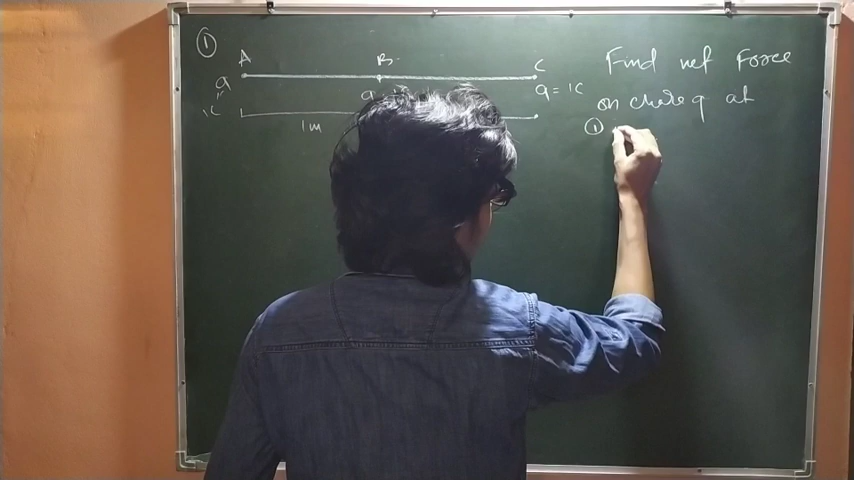 ①
A B C
q q q = 1C
1C
1m
Find net Force
on charge q at
①